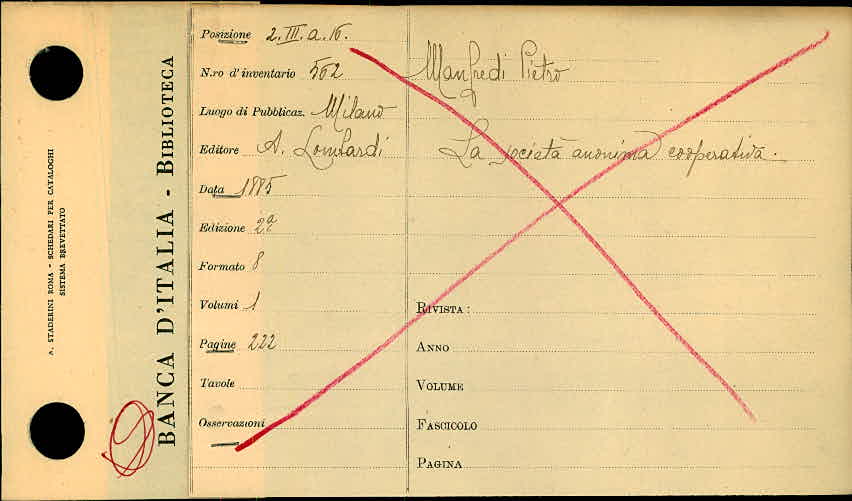 A. STADERINI ROMA - SCHEDARI PER CATALOGHI
SISTEMA BREVETTATO
BANCA D'ITALIA - BIBLIOTECA
Posizione 2.III.a.16.
N.ro d'inventario 562
Luogo di Pubblicaz. Milano
Editore A. Lombardi
Data 1885
Edizione 2ª
Formato 8
Volumi 1
Pagine 222
Tavole
Osservazioni
Manfredi Pietro
La società anonima cooperativa.
RIVISTA :
ANNO
VOLUME
FASCICOLO
PAGINA